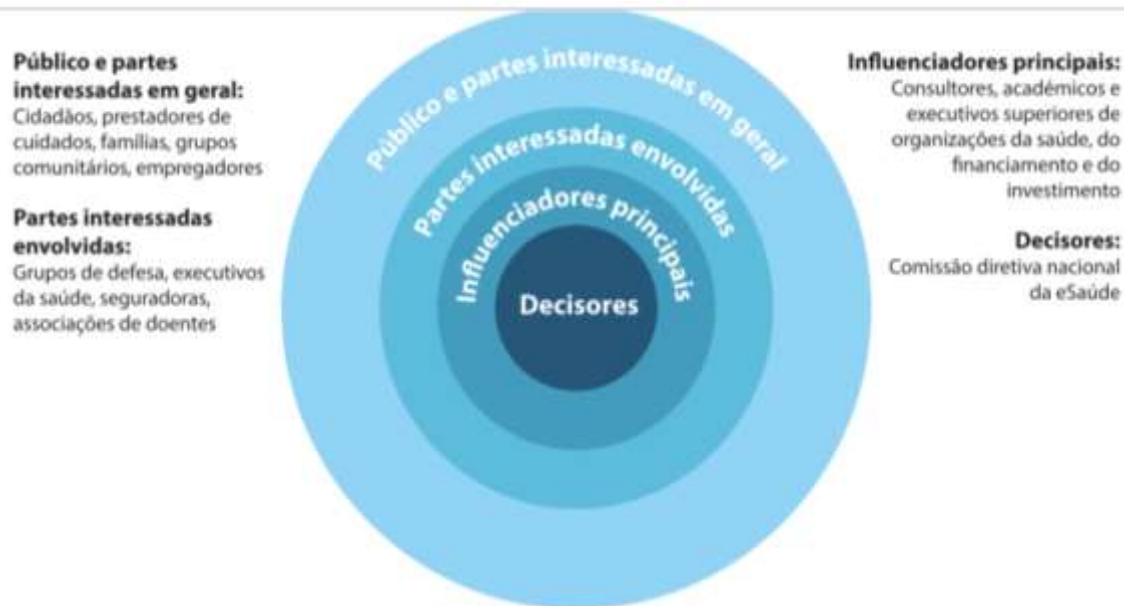 Público e partes
interessadas em geral:
Cidadãos, prestadores de
cuidados, famílias, grupos
comunitários, empregadores
Partes interessadas
envolvidas:
Grupos de defesa, executivos
da saúde, seguradoras,
associações de doentes
Público e partes interessadas em geral
Partes interessadas envolvidas
Influenciadores principais
Decisores
Influenciadores principais:
Consultores, académicos e
executivos superiores de
organizações da saúde, do
financiamento e do
investimento
Decisores:
Comissão diretiva nacional
da eSaúde